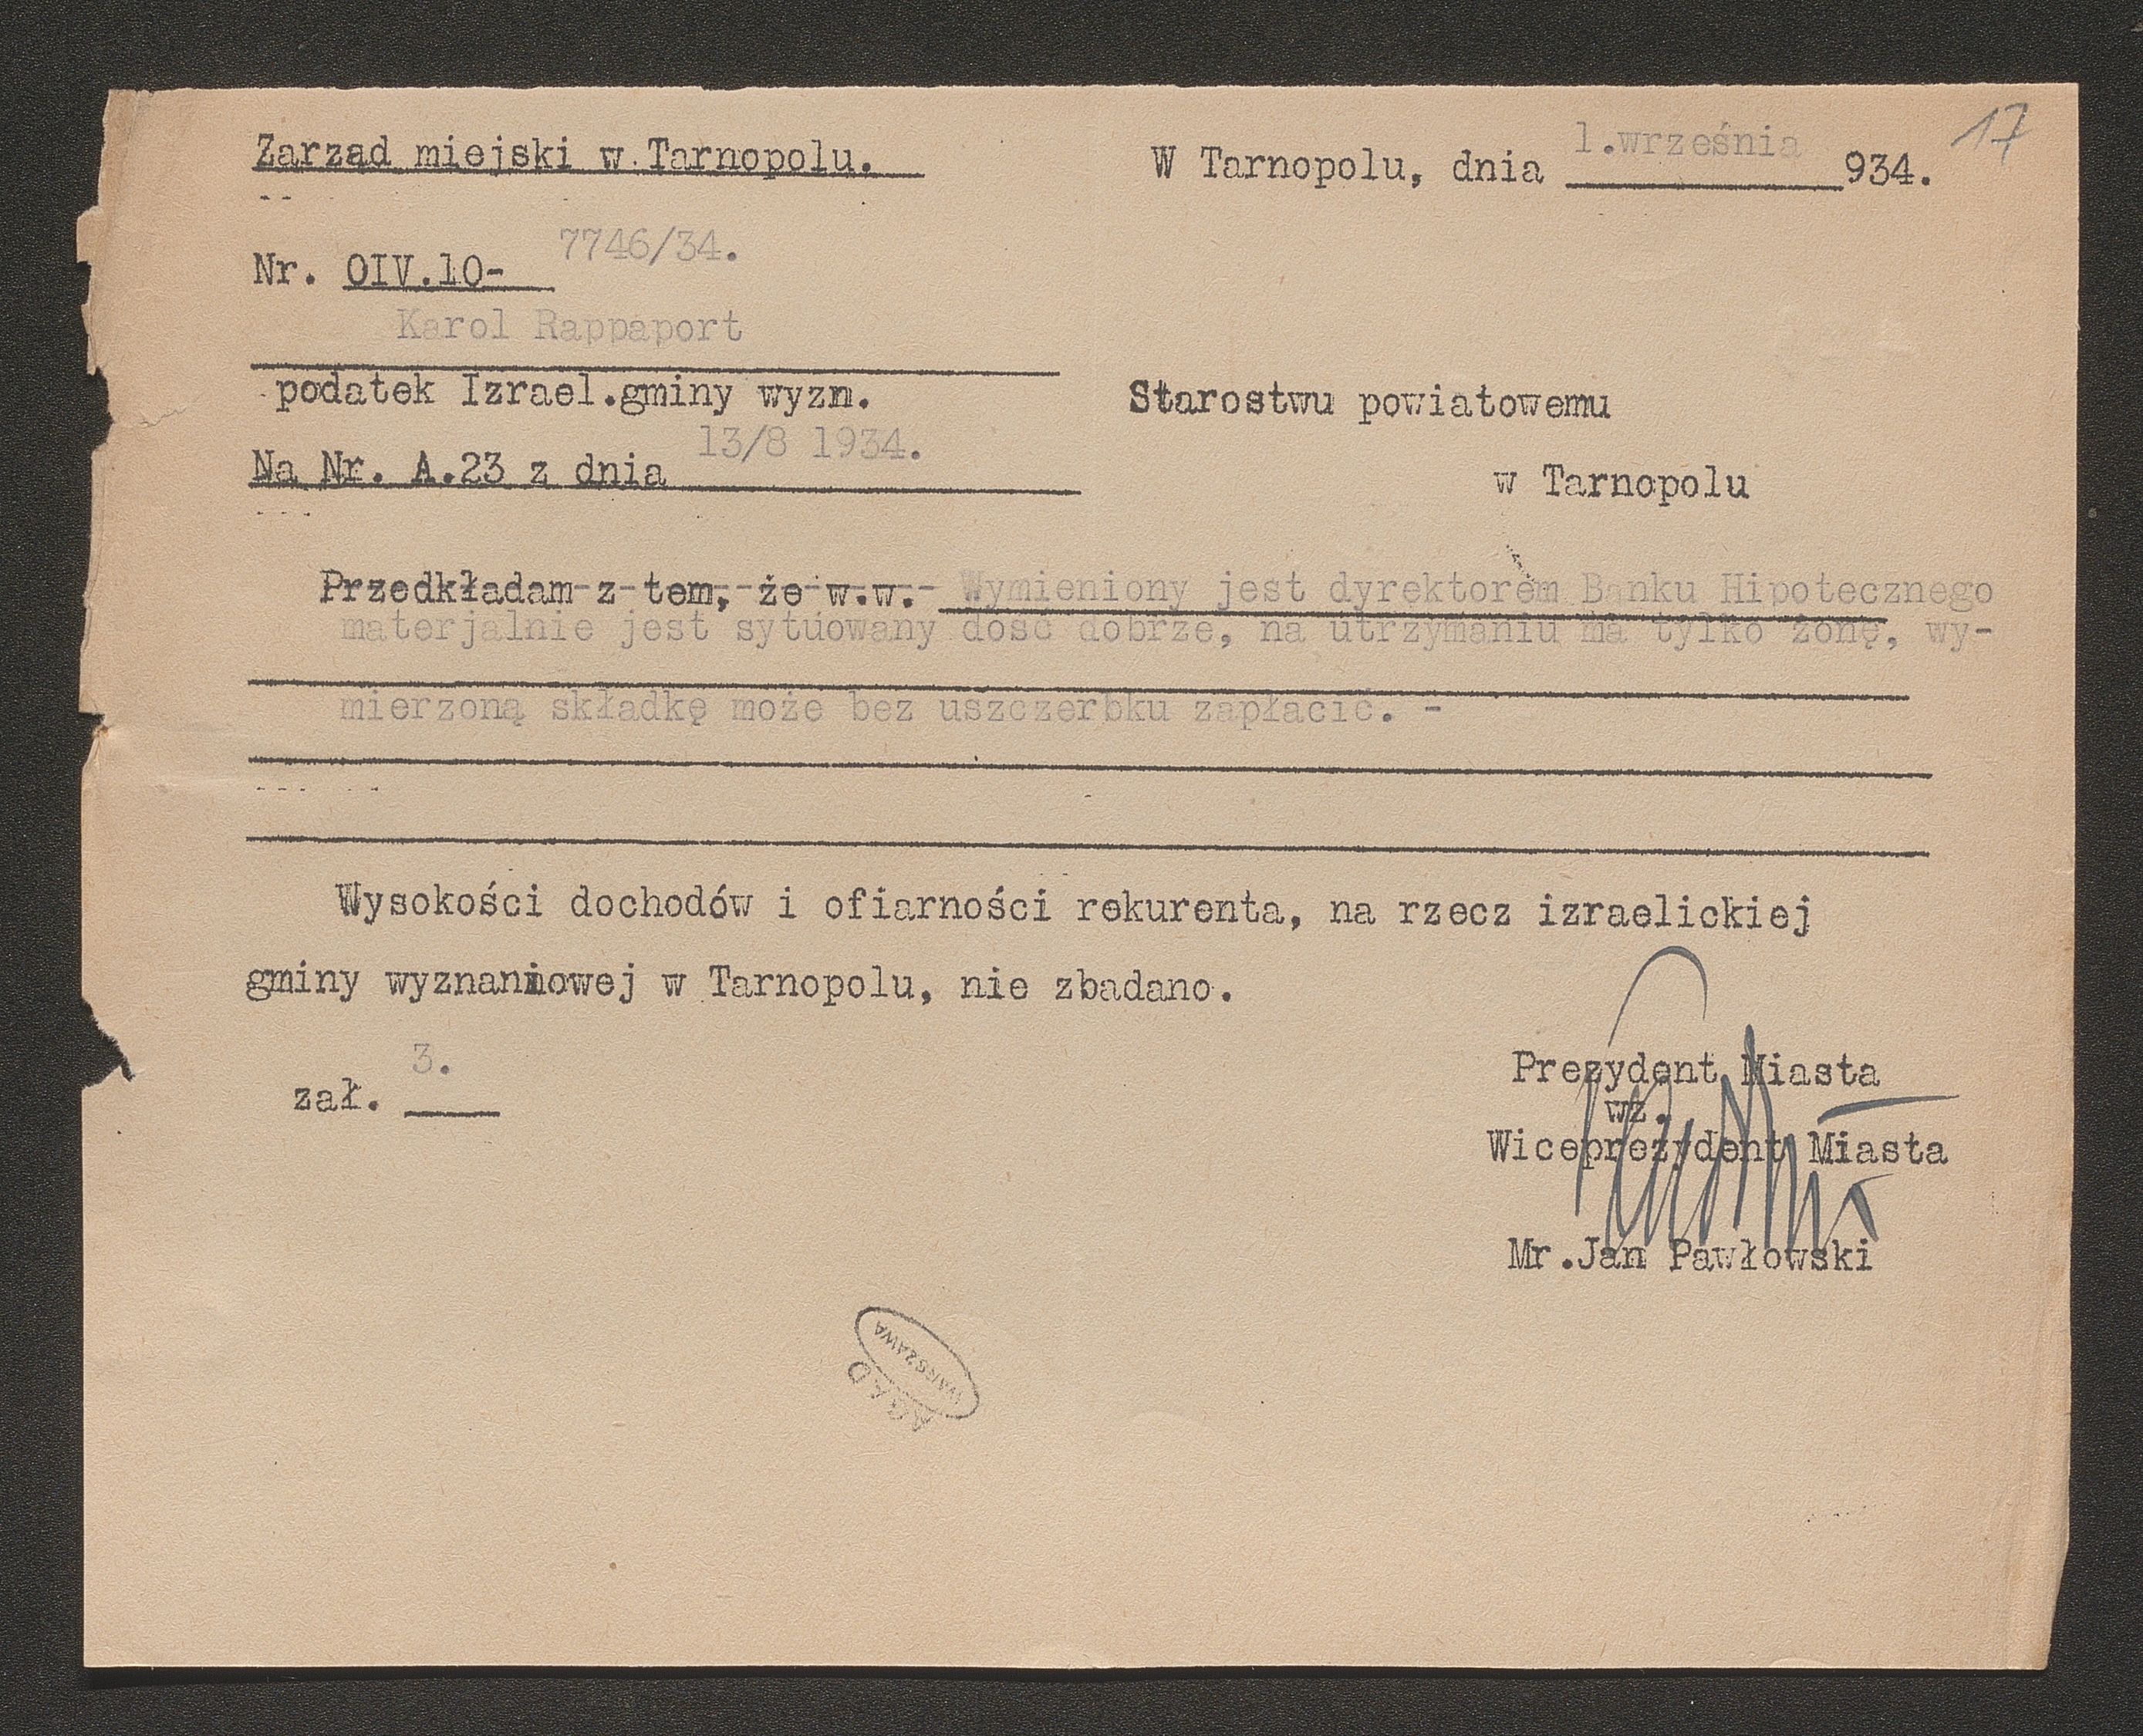 17
Zarząd miejski w Tarnopolu.
W Tarnopolu, dnia 1.września 934.
Nr. OIV.10- 7746/34.
Karol Rappaport
podatek Izrael.gminy wyzn.
Starostwu powiatowemu
Na Nr. A.23 z dnia 13/8 1934.
w Tarnopolu
Przedkładam z tem, że w.w. Wymieniony jest dyrektorem Banku Hipotecznego
materjalnie jest sytuowany dość dobrze, na utrzymaniu ma tylko żonę, wy-
mierzoną składkę może bez uszczerbku zapłacić. -
Wysokości dochodów i ofiarności rekurenta, na rzecz izraelickiej
gminy wyznaniowej w Tarnopolu, nie zbadano.
zał. 3.
Prezydent Miasta
wz.
Wiceprezydent Miasta
Mr.Jan Pawłowski
AGAD
WARSZAWA